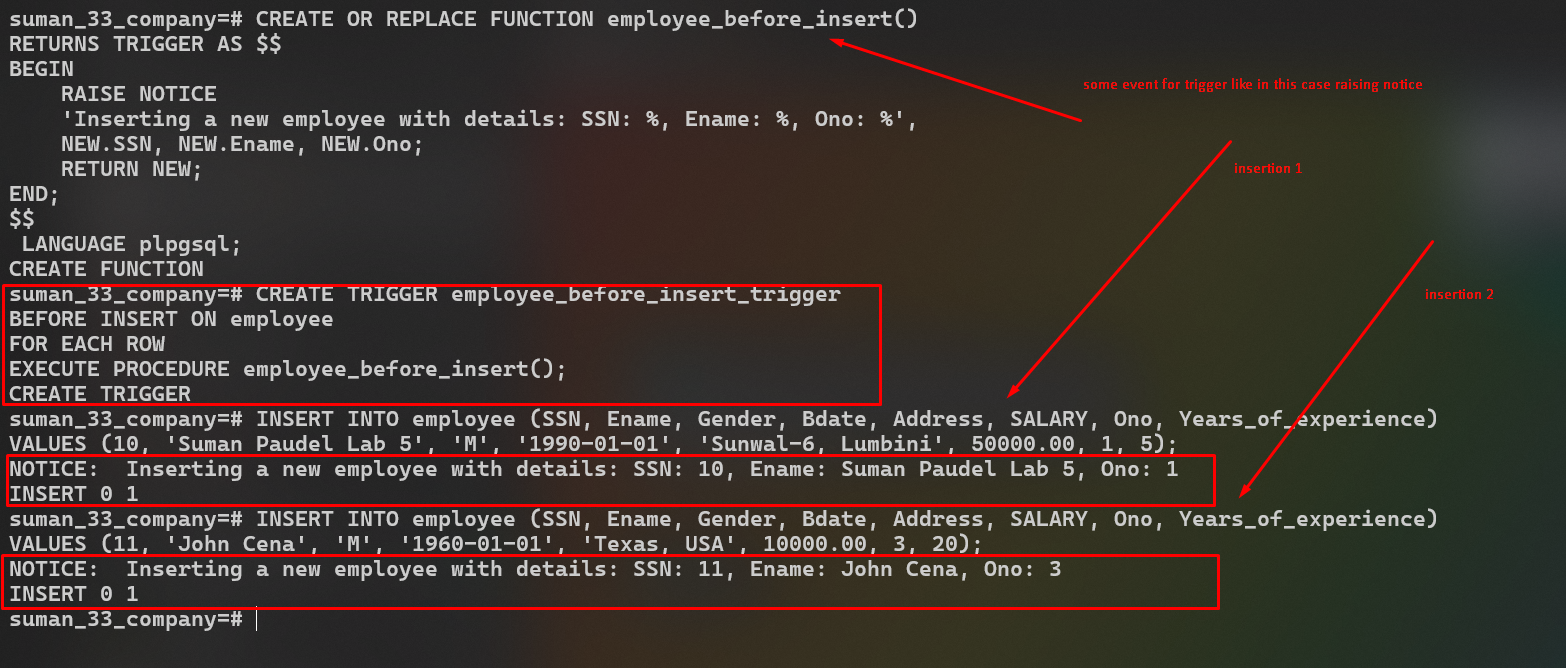 suman_33_company=# CREATE OR REPLACE FUNCTION employee_before_insert()
RETURNS TRIGGER AS $$
BEGIN
    RAISE NOTICE
    'Inserting a new employee with details: SSN: %, Ename: %, Ono: %',
    NEW.SSN, NEW.Ename, NEW.Ono;
    RETURN NEW;
END;
$$
 LANGUAGE plpgsql;
CREATE FUNCTION
some event for trigger like in this case raising notice
insertion 1
insertion 2
suman_33_company=# CREATE TRIGGER employee_before_insert_trigger
BEFORE INSERT ON employee
FOR EACH ROW
EXECUTE PROCEDURE employee_before_insert();
CREATE TRIGGER
suman_33_company=# INSERT INTO employee (SSN, Ename, Gender, Bdate, Address, SALARY, Ono, Years_of_experience)
VALUES (10, 'Suman Paudel Lab 5', 'M', '1990-01-01', 'Sunwal-6, Lumbini', 50000.00, 1, 5);
NOTICE:  Inserting a new employee with details: SSN: 10, Ename: Suman Paudel Lab 5, Ono: 1
INSERT 0 1
suman_33_company=# INSERT INTO employee (SSN, Ename, Gender, Bdate, Address, SALARY, Ono, Years_of_experience)
VALUES (11, 'John Cena', 'M', '1960-01-01', 'Texas, USA', 10000.00, 3, 20);
NOTICE:  Inserting a new employee with details: SSN: 11, Ename: John Cena, Ono: 3
INSERT 0 1
suman_33_company=#